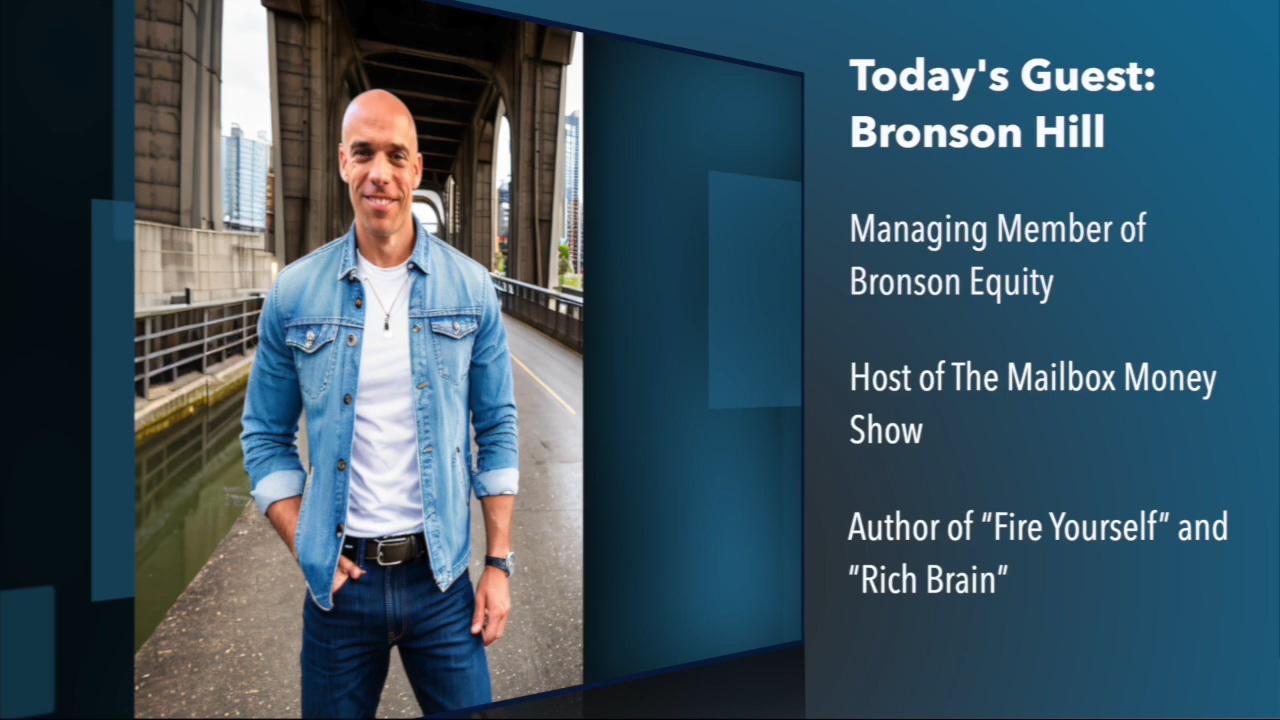 Today's Guest:
Bronson Hill
Managing Member of
Bronson Equity
Host of The Mailbox Money
Show
Author of “Fire Yourself” and
“Rich Brain”